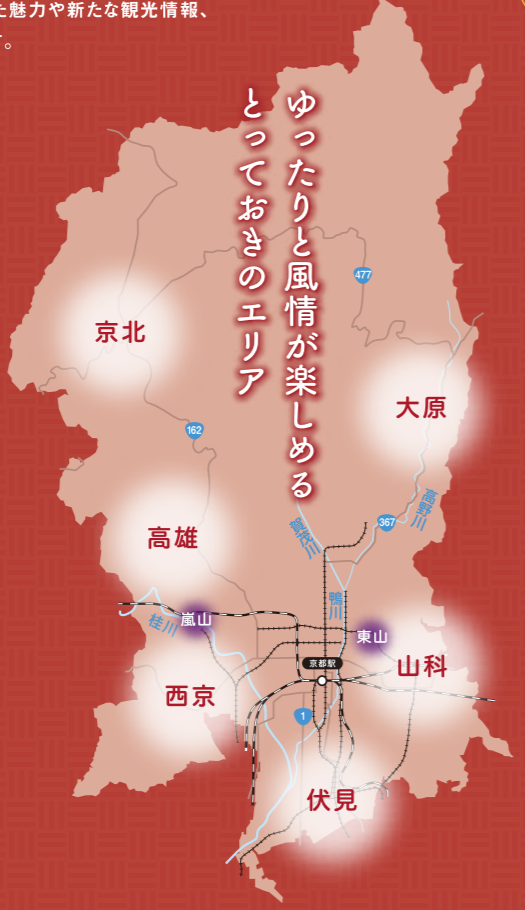 た魅力や新たな観光情報、
す。
ゆったりと風情が楽しめる
とっておきのエリア
477
京北
大原
162
高野川
賀茂川
367
高雄
鴨川
嵐山
桂川
東山
京都駅
山科
西京
1
伏見